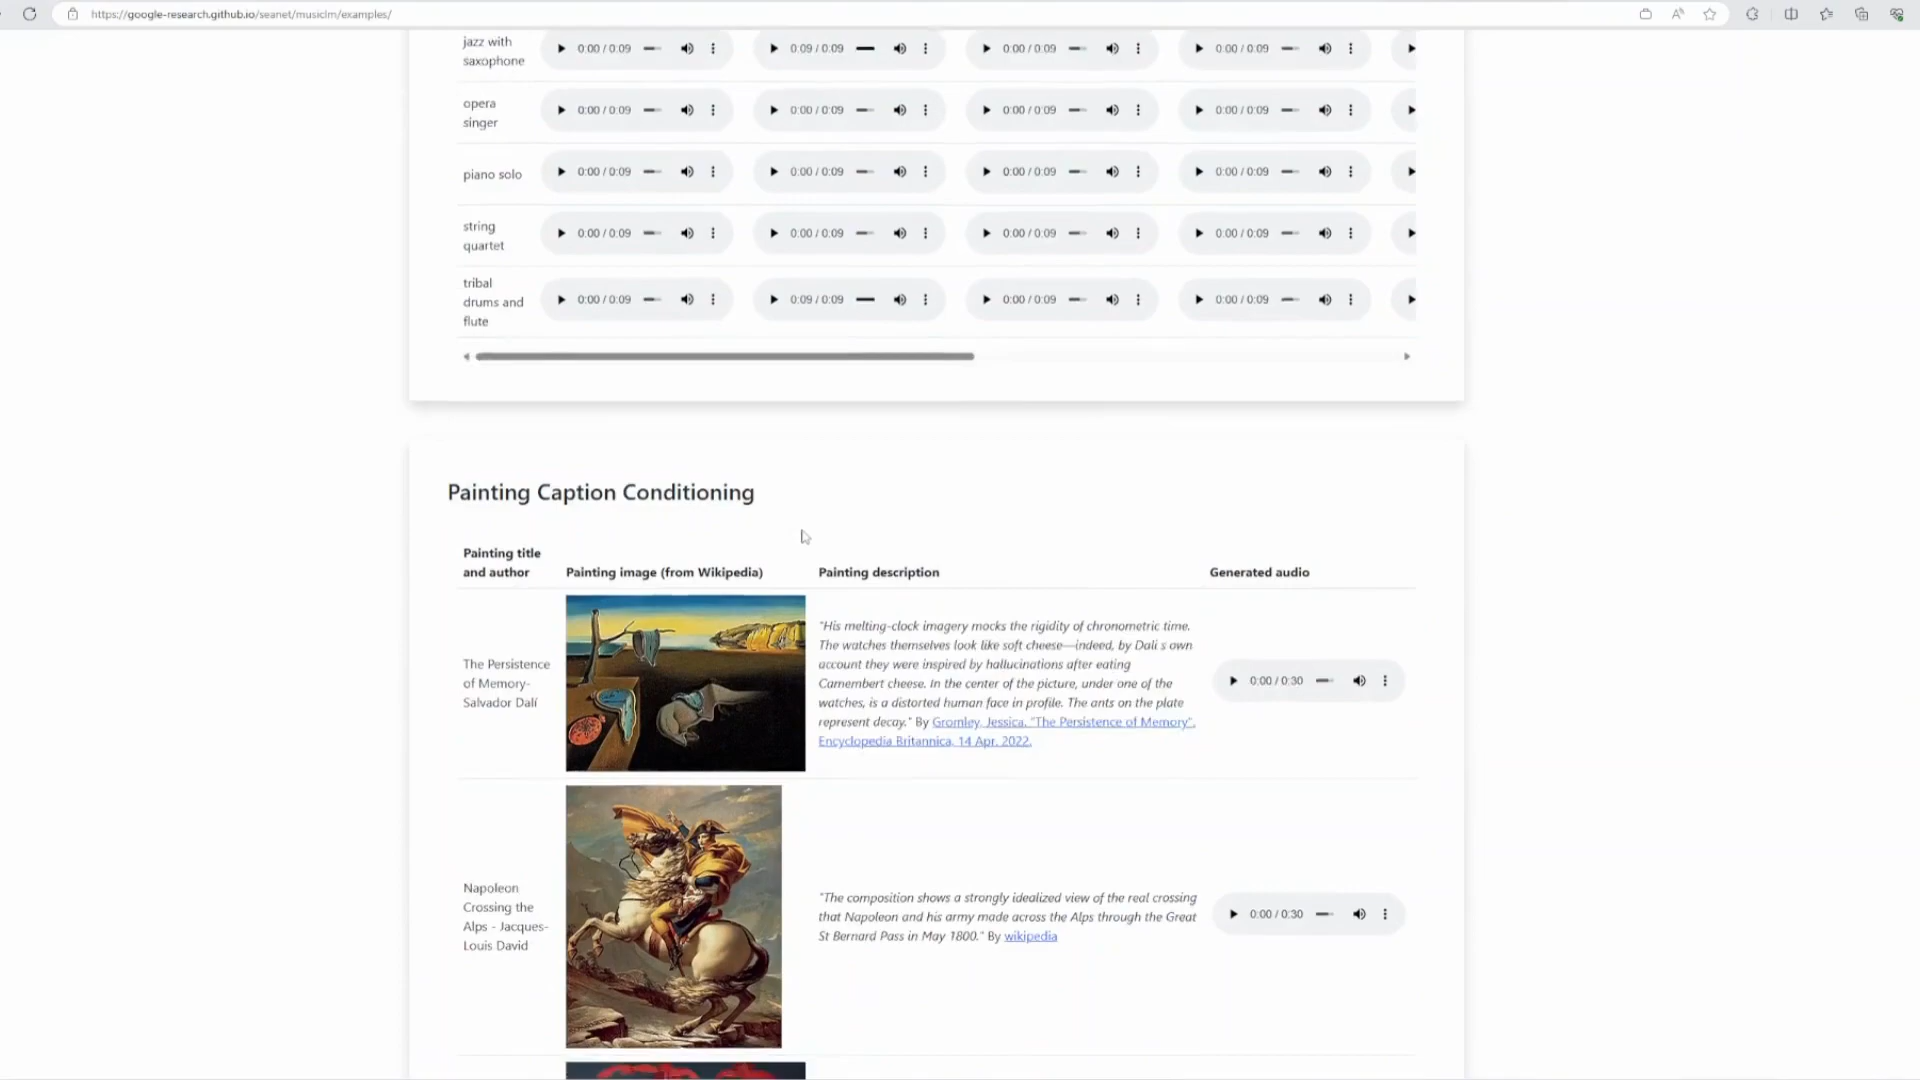 https://google-research.github.io/seanet/musiclm/examples/
jazz with
saxophone
0:00 / 0:09
0:09 / 0:09
0:00 / 0:09
0:00 / 0:09
opera
singer
0:00 / 0:09
0:00 / 0:09
0:00 / 0:09
0:00 / 0:09
piano solo
0:00 / 0:09
0:00 / 0:09
0:00 / 0:09
0:00 / 0:09
string
quartet
0:00 / 0:09
0:00 / 0:09
0:00 / 0:09
0:00 / 0:09
tribal
drums and
flute
0:00 / 0:09
0:09 / 0:09
0:00 / 0:09
0:00 / 0:09
Painting Caption Conditioning
Painting title
and author
Painting image (from Wikipedia)
Painting description
Generated audio
The Persistence
of Memory-
Salvador Dalí
"His melting-clock imagery mocks the rigidity of chronometric time.
The watches themselves look like soft cheese—indeed, by Dali s own
account they were inspired by hallucinations after eating
Camembert cheese. In the center of the picture, under one of the
watches, is a distorted human face in profile. The ants on the plate
represent decay." By Gromley, Jessica. "The Persistence of Memory".
Encyclopedia Britannica, 14 Apr. 2022.
0:00 / 0:30
Napoleon
Crossing the
Alps - Jacques-
Louis David
"The composition shows a strongly idealized view of the real crossing
that Napoleon and his army made across the Alps through the Great
St Bernard Pass in May 1800." By wikipedia
0:00 / 0:30